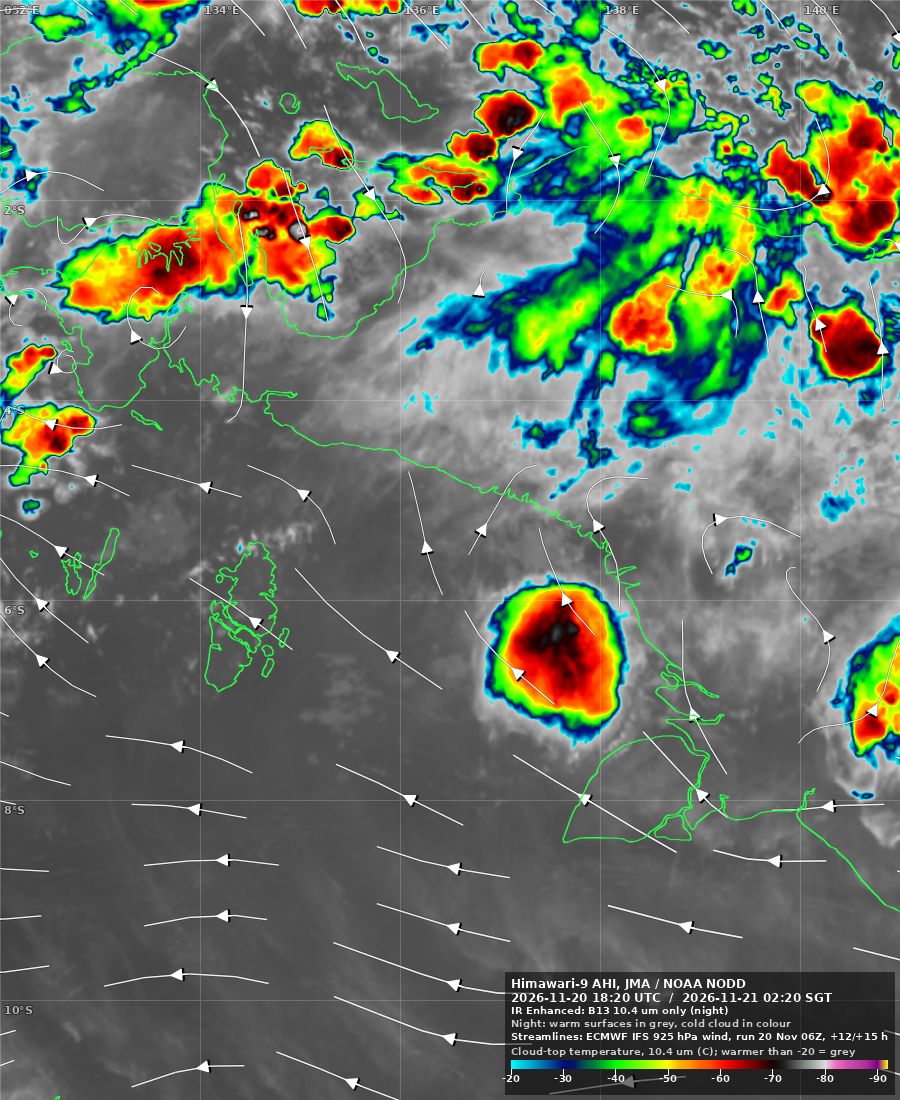 132°E 134°E 136°E 138°E 140°E
2°S
4°S
6°S
8°S
10°S
Himawari-9 AHI, JMA / NOAA NODD
2026-11-20 18:20 UTC / 2026-11-21 02:20 SGT
IR Enhanced: B13 10.4 um only (night)
Night: warm surfaces in grey, cold cloud in colour
Streamlines: ECMWF IFS 925 hPa wind, run 20 Nov 06Z, +12/+15 h
Cloud-top temperature, 10.4 um (C); warmer than -20 = grey
-20 -30 -40 -50 -60 -70 -80 -90